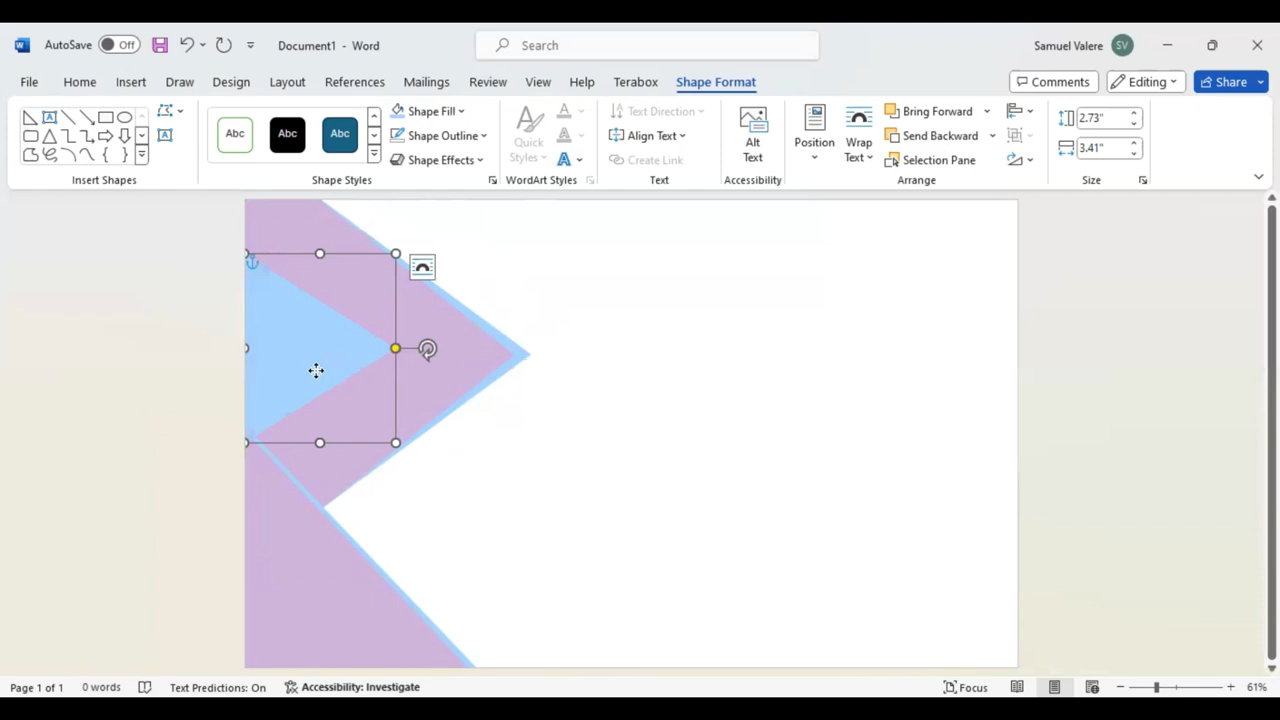 AutoSave Off Document1 - Word Search Samuel Valere SV
File Home Insert Draw Design Layout References Mailings Review View Help Terabox Shape Format Comments Editing Share
Abc Abc Abc
Shape Fill
Shape Outline
Shape Effects
Quick
Styles
Text Direction
Align Text
Create Link
Alt
Text
Position
Wrap
Text
Bring Forward
Send Backward
Selection Pane
2.73"
3.41"
Insert Shapes Shape Styles WordArt Styles Text Accessibility Arrange Size
Page 1 of 1 0 words Text Predictions: On Accessibility: Investigate Focus 61%